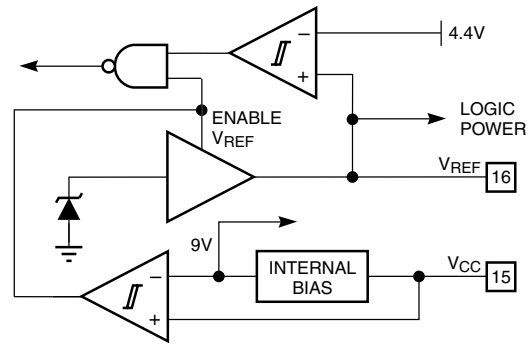 4.4V
−
+
ENABLE
VREF
LOGIC
POWER
VREF
16
9V
VCC
15
−
INTERNAL
BIAS
+